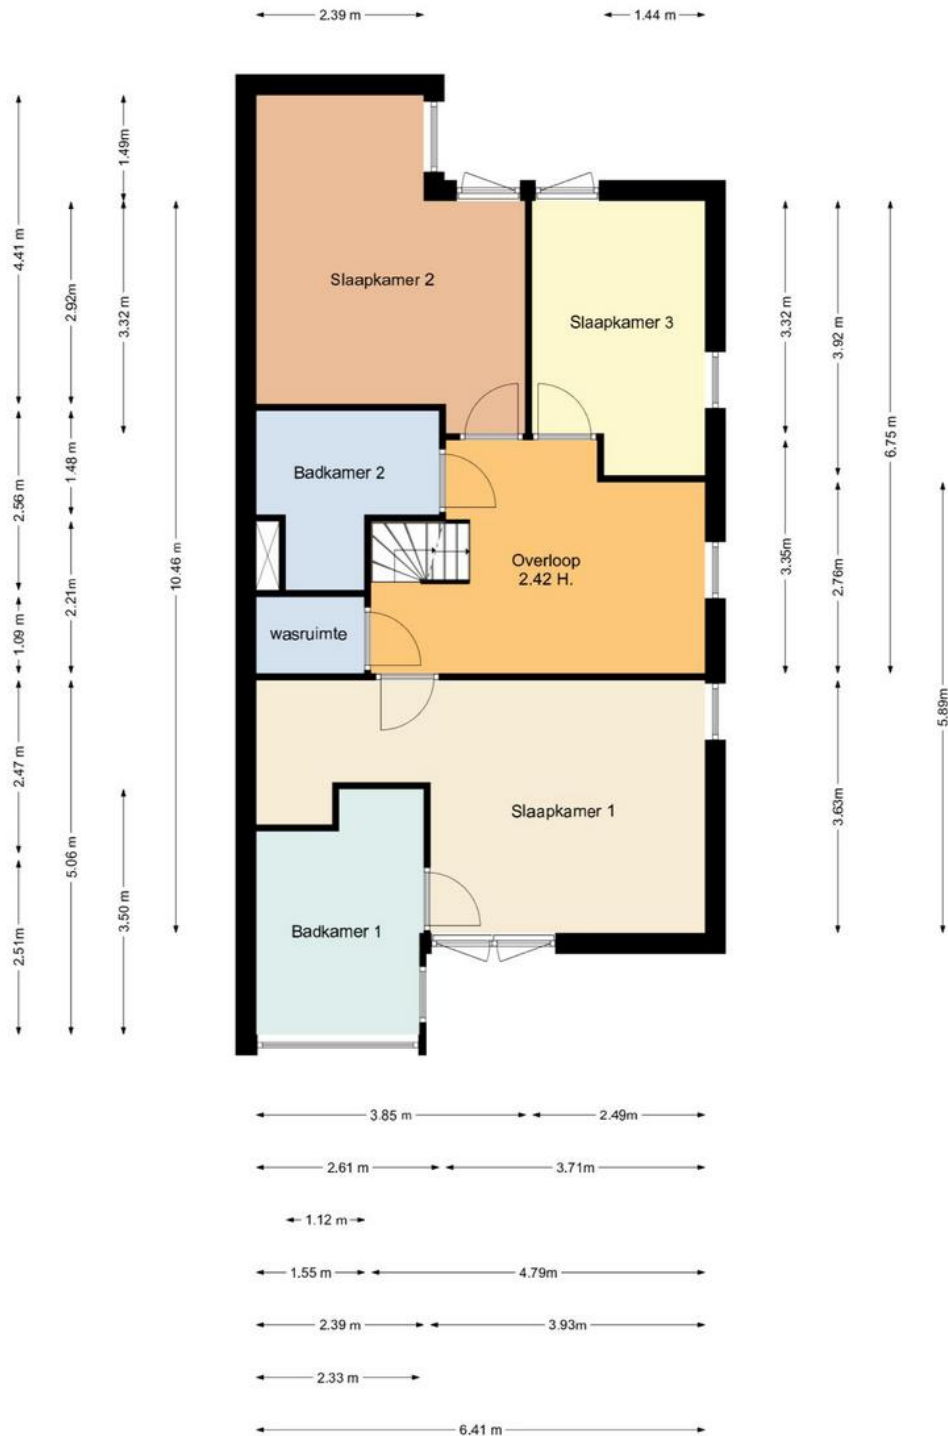 2.39 m
1.44 m
1.49m
4.41 m
2.92m
3.32 m
Slaapkamer 2
Slaapkamer 3
3.32 m
3.92 m
6.75 m
2.56 m
1.48 m
Badkamer 2
10.46 m
2.21m
Overloop
2.42 H.
3.35m
2.76m
1.09 m
wasruimte
5.89m
2.47 m
5.06 m
3.50 m
Slaapkamer 1
3.63m
2.51m
Badkamer 1
3.85 m
2.49m
2.61 m
3.71m
1.12 m
1.55 m
4.79m
2.39 m
3.93m
2.33 m
6.41 m